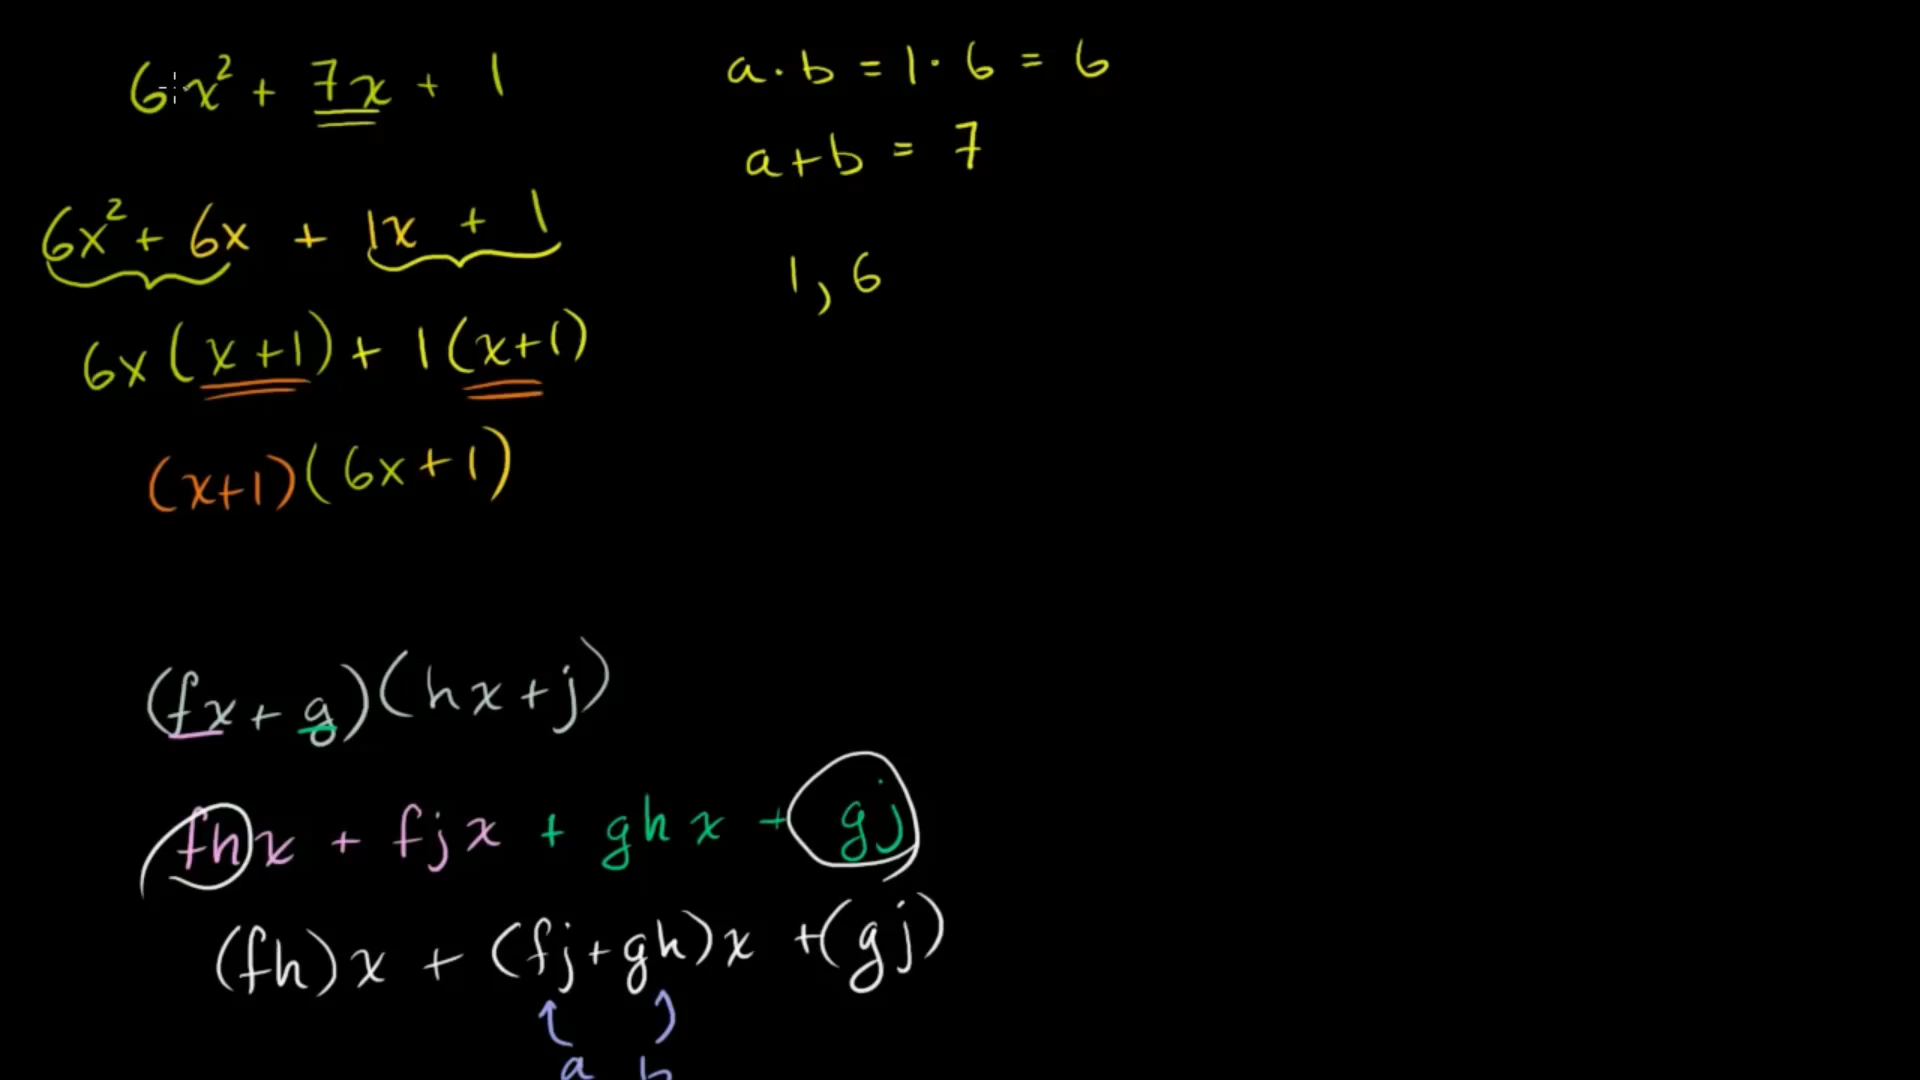 6x² + 7x + 1
a · b = 1 · 6 = 6
a + b = 7
6x² + 6x + 1x + 1
1, 6
6x (x + 1) + 1 (x + 1)
(x+1) (6x + 1)
(fx + g) (hx + j)
fhx + fjx + ghx + gj
(fh)x + (fj + gh)x + (gj)
a b